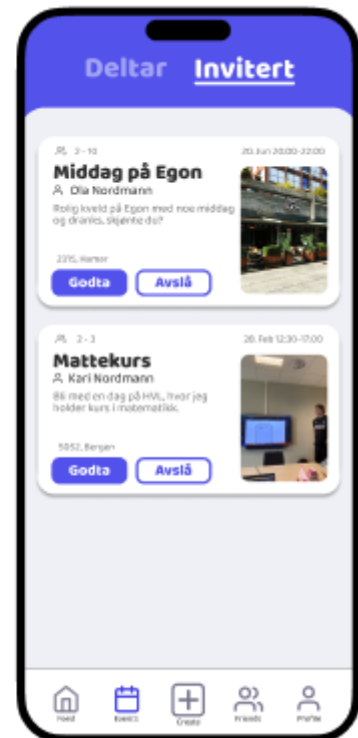 Deltar Invitert
2 - 10 20. Jun 20:00-22:00
Middag på Egon
Ola Nordmann
Rolig kveld på Egon med noe middag
og dranks, skjønte du?
2315, Hamar
Godta Avslå
2 - 3 28. Feb 12:30-17:00
Mattekurs
Kari Nordmann
Bli med en dag på HVL, hvor jeg
holder kurs i matematikk.
5052, Bergen
Godta Avslå
Feed Events Create Friends Profile